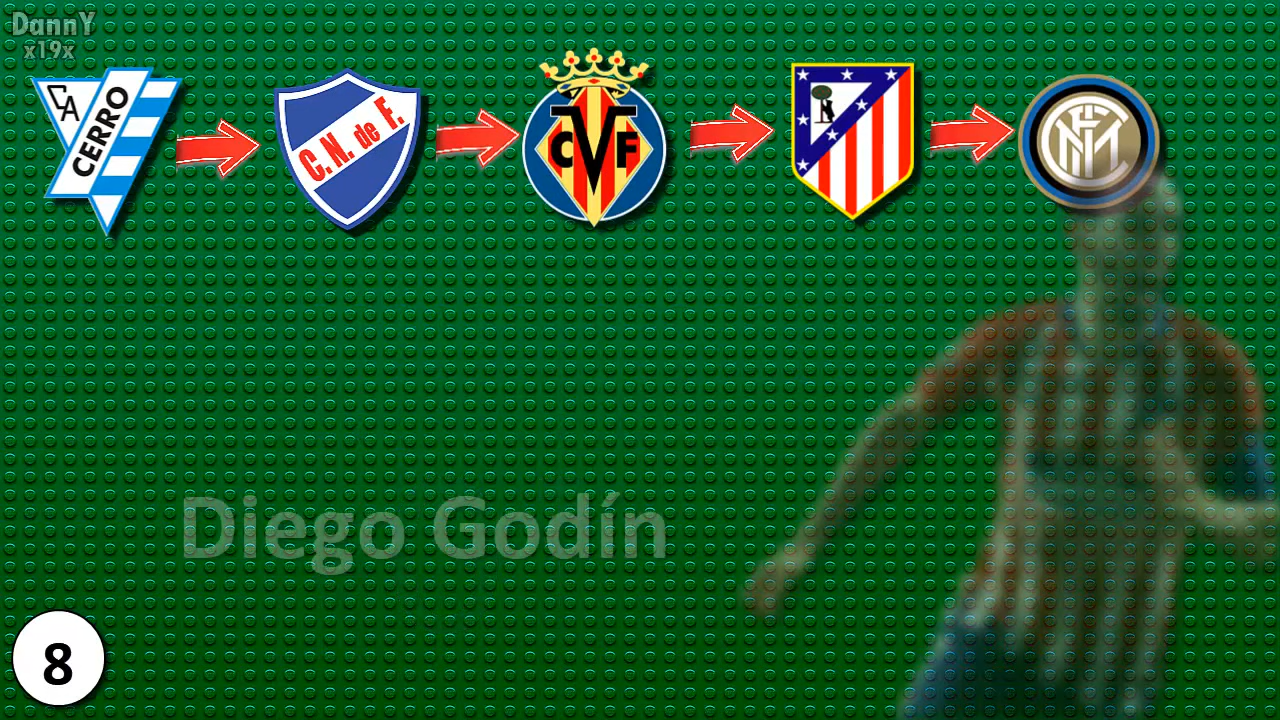 DannY
x19x
CA
CERRO
C.N. de F.
CVF
Diego Godín
8